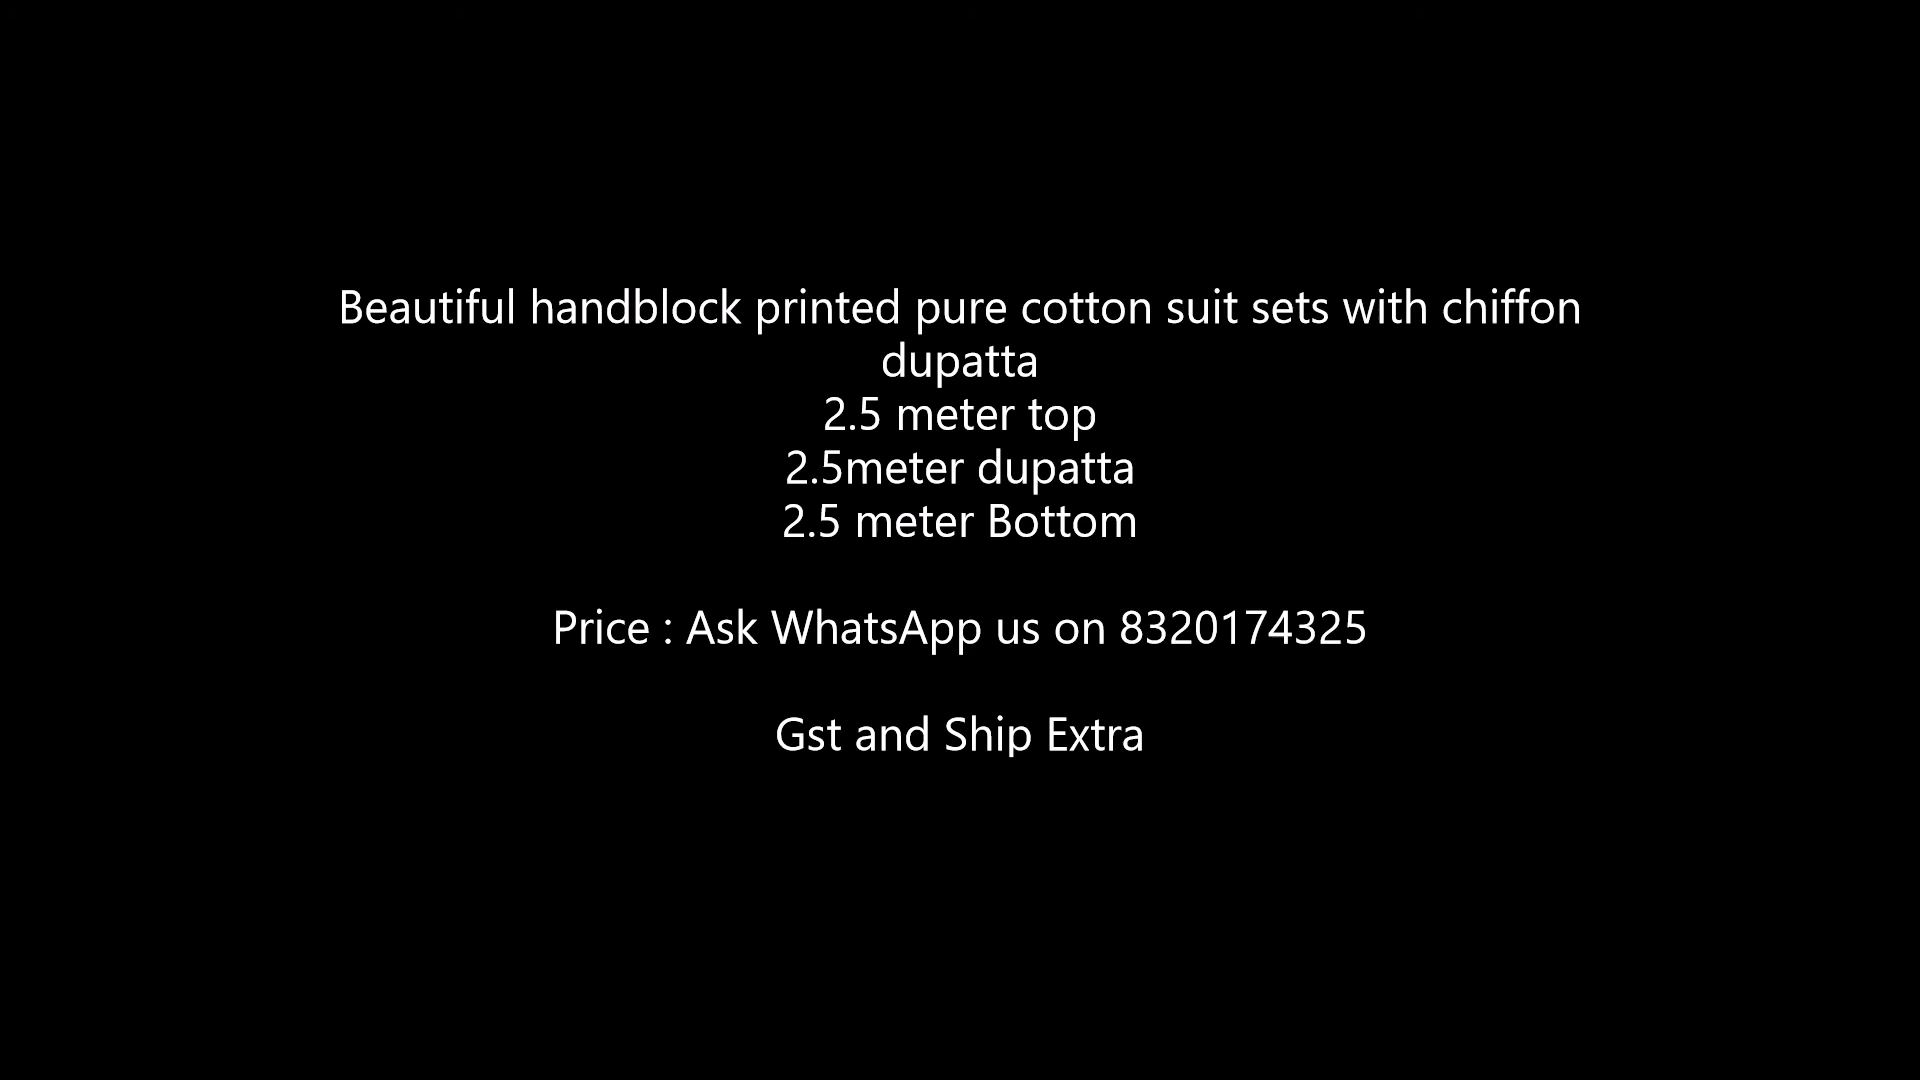 Beautiful handblock printed pure cotton suit sets with chiffon
dupatta
2.5 meter top
2.5meter dupatta
2.5 meter Bottom
Price : Ask WhatsApp us on 8320174325
Gst and Ship Extra